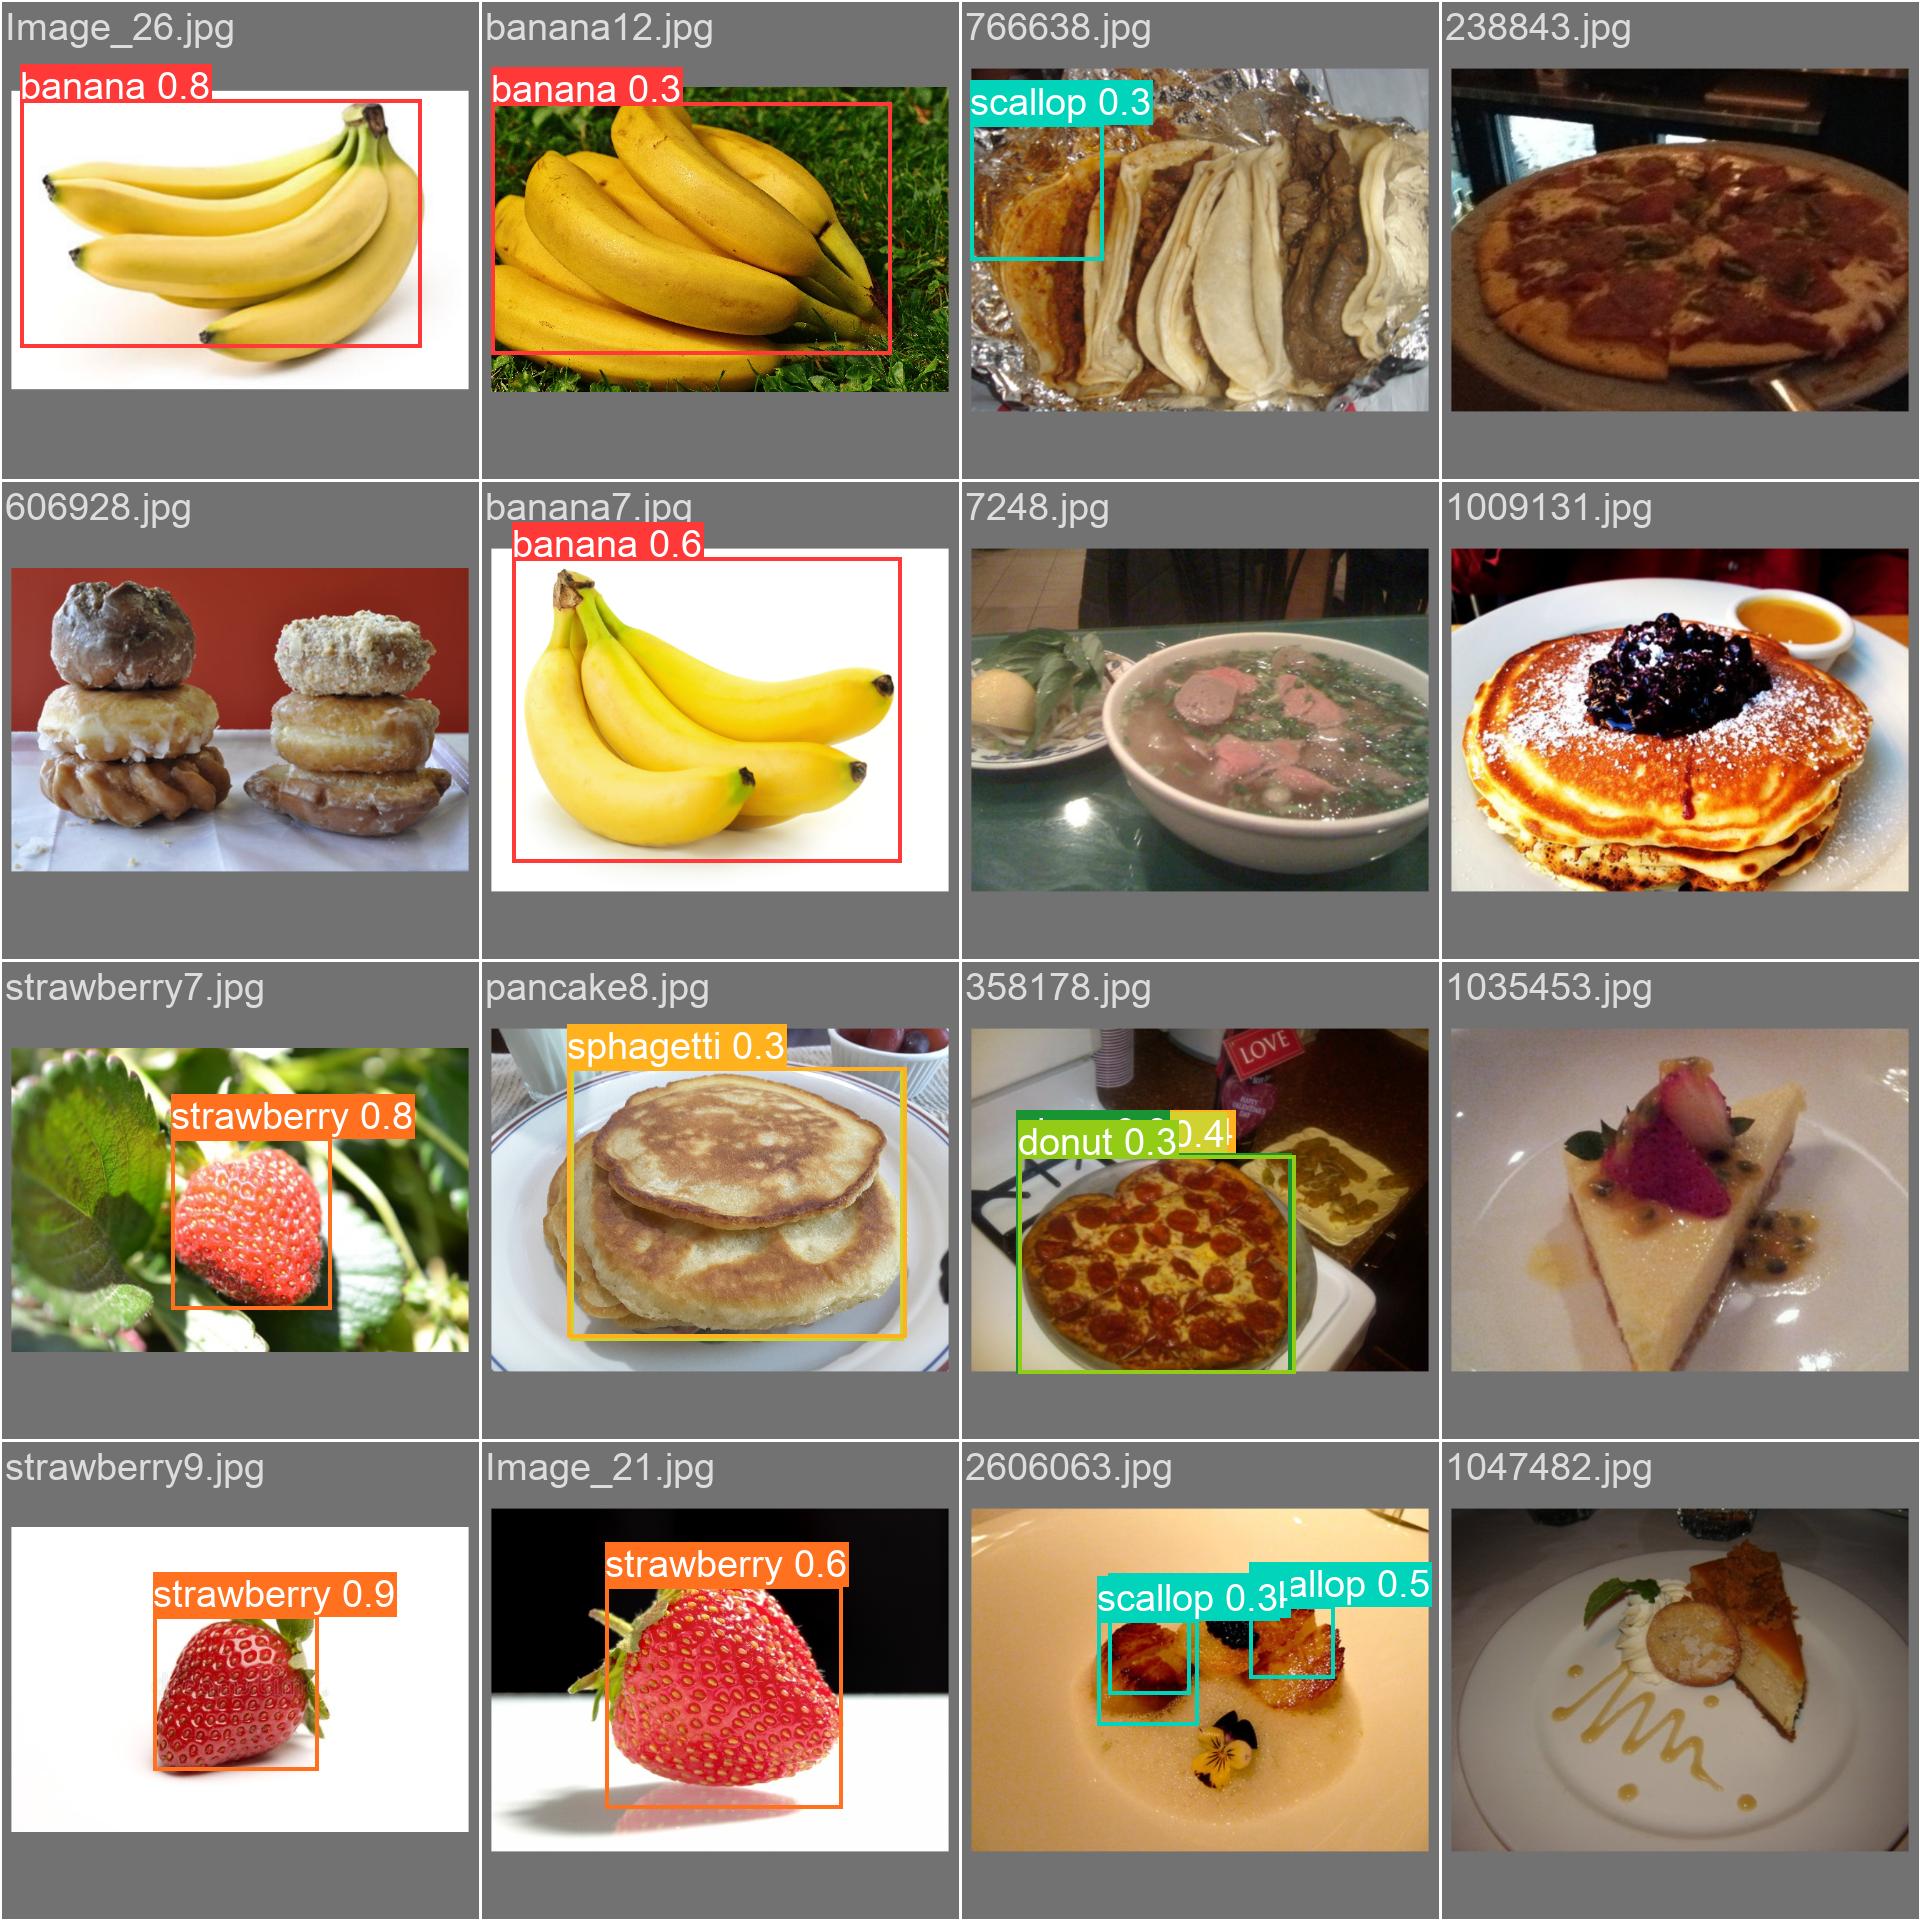 Image_26.jpg
banana 0.8
banana12.jpg
banana 0.3
766638.jpg
scallop 0.3
238843.jpg
606928.jpg
banana7.jpg
banana 0.6
7248.jpg
1009131.jpg
strawberry7.jpg
strawberry 0.8
pancake8.jpg
sphagetti 0.3
358178.jpg
LOVE
donut 0.3
0.4
1035453.jpg
strawberry9.jpg
strawberry 0.9
Image_21.jpg
strawberry 0.6
2606063.jpg
scallop 0.3
allop 0.5
1047482.jpg